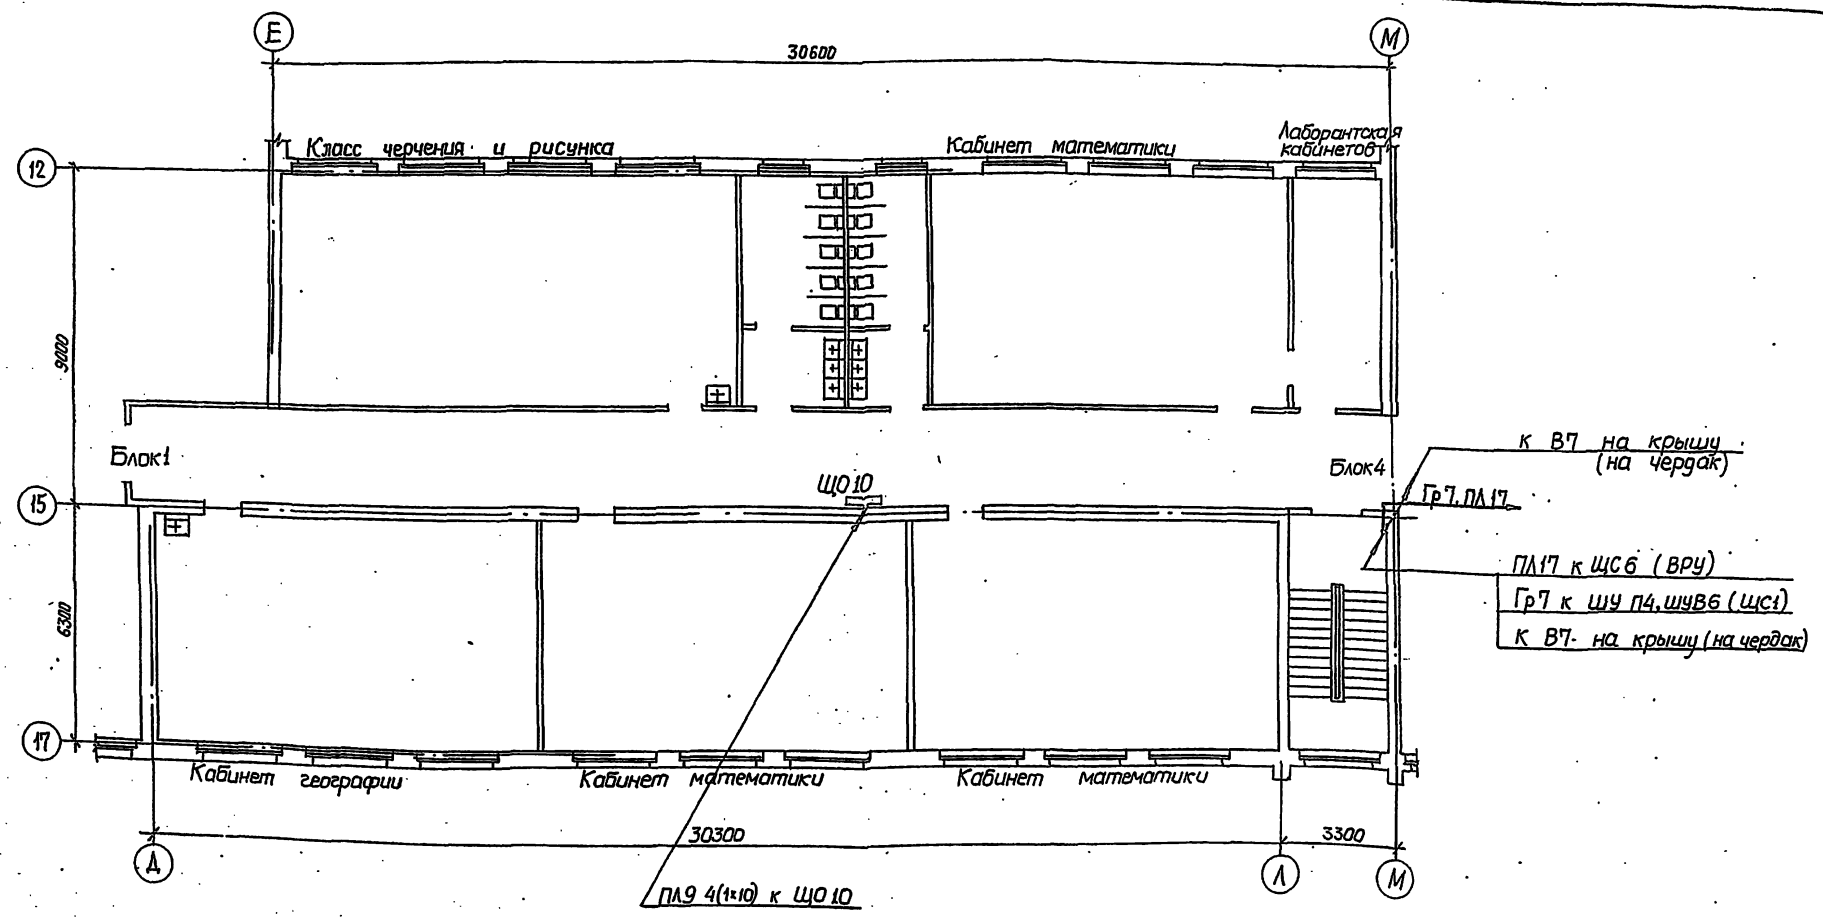 Е
М
30600
Класс черчения и рисунка
Кабинет математики
Лаборантская
кабинетов
12
9000
Блок1
Блок4
к В7 на крышу
(на чердак)
ЩО10
Гр7, ПЛ17
15
ПЛ17 к ЩС6 (ВРУ)
Гр7 к ШУ П4, ШУВ6 (ЩС1)
К В7 на крышу (на чердак)
6300
17
Кабинет географии
Кабинет математики
Кабинет математики
30300
3300
Д
Л
М
ПЛ9 4(1×10) к ЩО10